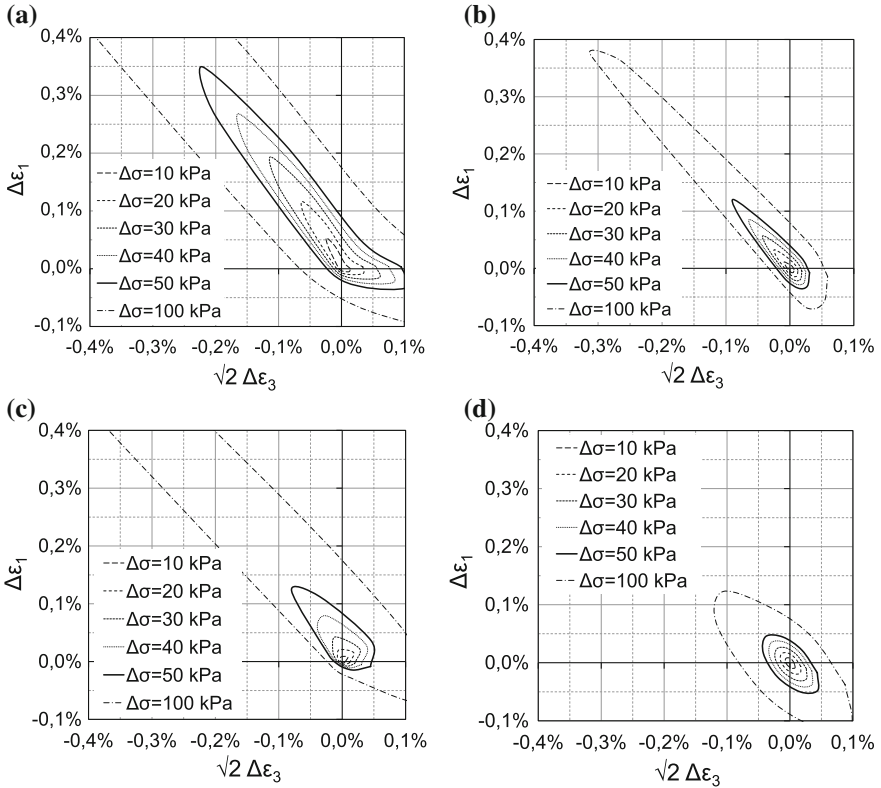 (a)
0,4%
0,3%
0,2%
0,1%
0,0%
-0,1%
Δε1
Δσ=10 kPa
Δσ=20 kPa
Δσ=30 kPa
Δσ=40 kPa
Δσ=50 kPa
Δσ=100 kPa
-0,4% -0,3% -0,2% -0,1% 0,0% 0,1%
√2 Δε3
(b)
0,4%
0,3%
0,2%
0,1%
0,0%
-0,1%
Δε1
Δσ=10 kPa
Δσ=20 kPa
Δσ=30 kPa
Δσ=40 kPa
Δσ=50 kPa
Δσ=100 kPa
-0,4% -0,3% -0,2% -0,1% 0,0% 0,1%
√2 Δε3
(c)
0,4%
0,3%
0,2%
0,1%
0,0%
-0,1%
Δε1
Δσ=10 kPa
Δσ=20 kPa
Δσ=30 kPa
Δσ=40 kPa
Δσ=50 kPa
Δσ=100 kPa
-0,4% -0,3% -0,2% -0,1% 0,0% 0,1%
√2 Δε3
(d)
0,4%
0,3%
0,2%
0,1%
0,0%
-0,1%
Δε1
Δσ=10 kPa
Δσ=20 kPa
Δσ=30 kPa
Δσ=40 kPa
Δσ=50 kPa
Δσ=100 kPa
-0,4% -0,3% -0,2% -0,1% 0,0% 0,1%
√2 Δε3